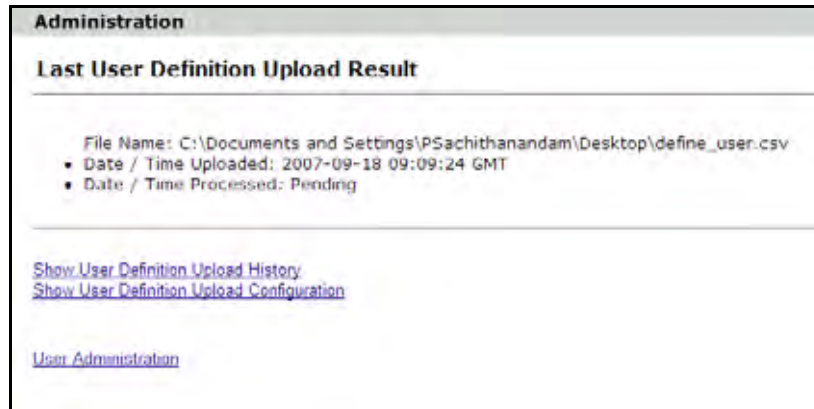 Administration
Last User Definition Upload Result
File Name: C:\Documents and Settings\PSachithanandam\Desktop\define_user.csv
• Date / Time Uploaded: 2007-09-18 09:09:24 GMT
• Date / Time Processed: Pending
Show User Definition Upload History
Show User Definition Upload Configuration
User Administration